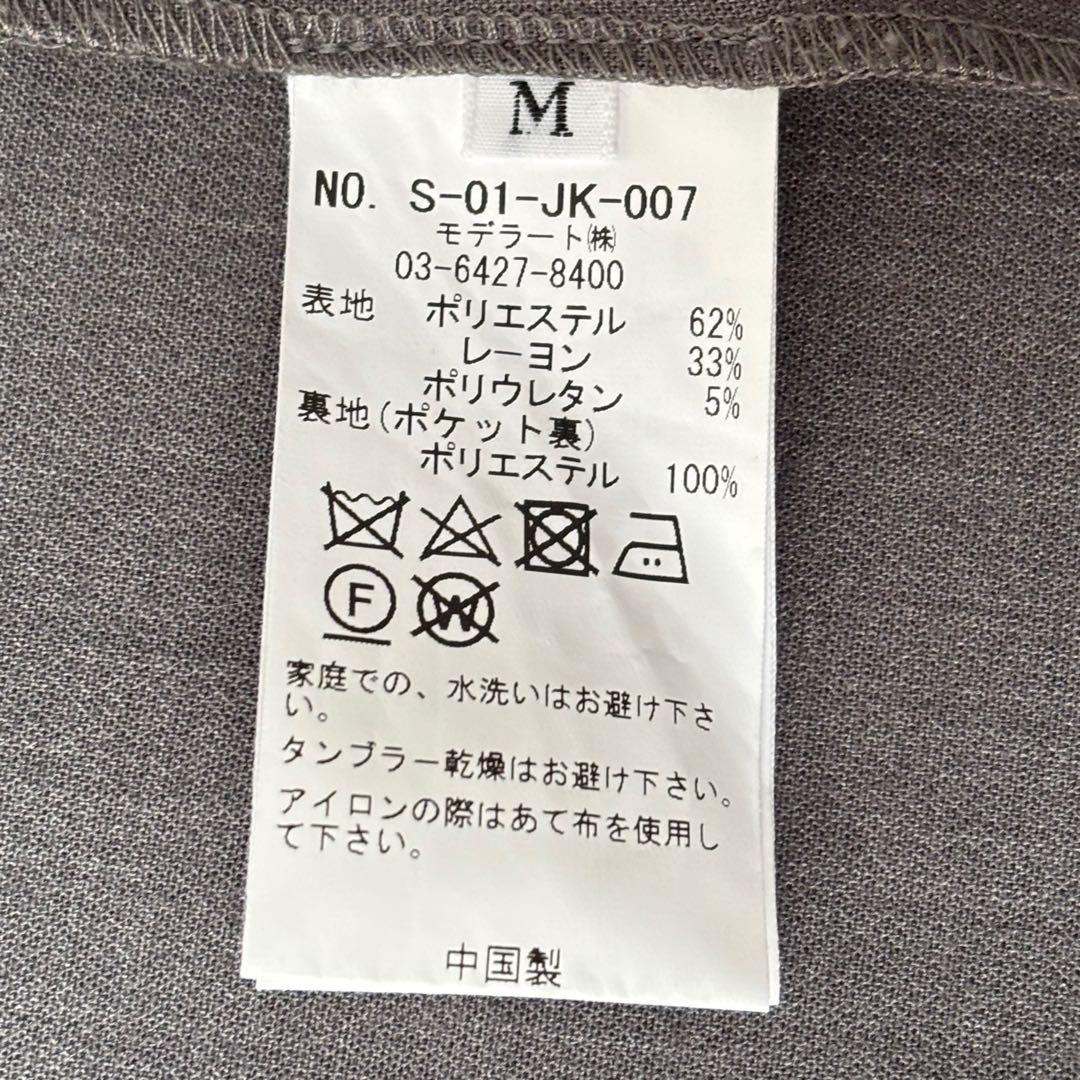 M
NO. S-01-JK-007
モデラート㈱
03-6427-8400
表地 ポリエステル 62%
レーヨン 33%
ポリウレタン 5%
裏地(ポケット裏)
ポリエステル 100%
F W
家庭での、水洗いはお避け下さ
い。
タンブラー乾燥はお避け下さい。
アイロンの際はあて布を使用し
て下さい。
中国製